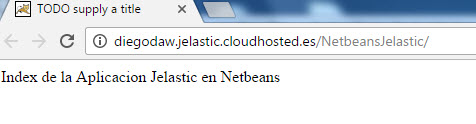 TODO supply a title
diegodaw.jelastic.cloudhosted.es/NetbeansJelastic/
Index de la Aplicacion Jelastic en Netbeans